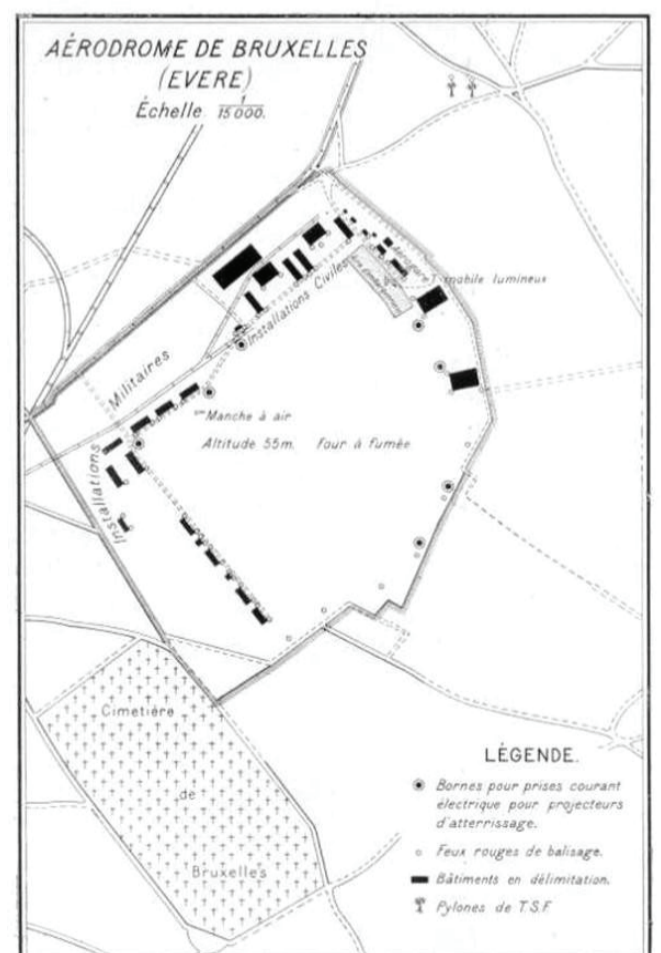 AÉRODROME DE BRUXELLES
(EVERE)
Échelle 1/15000.
T mobile lumineux
Installations Civiles
Militaires
Installations
Manche à air
Altitude 55m. Four à fumée
Cimetière
de
Bruxelles
LÉGENDE.
Bornes pour prises courant
électrique pour projecteurs
d'atterrissage.
Feux rouges de balisage.
Bâtiments en délimitation.
Pylones de T.S.F.